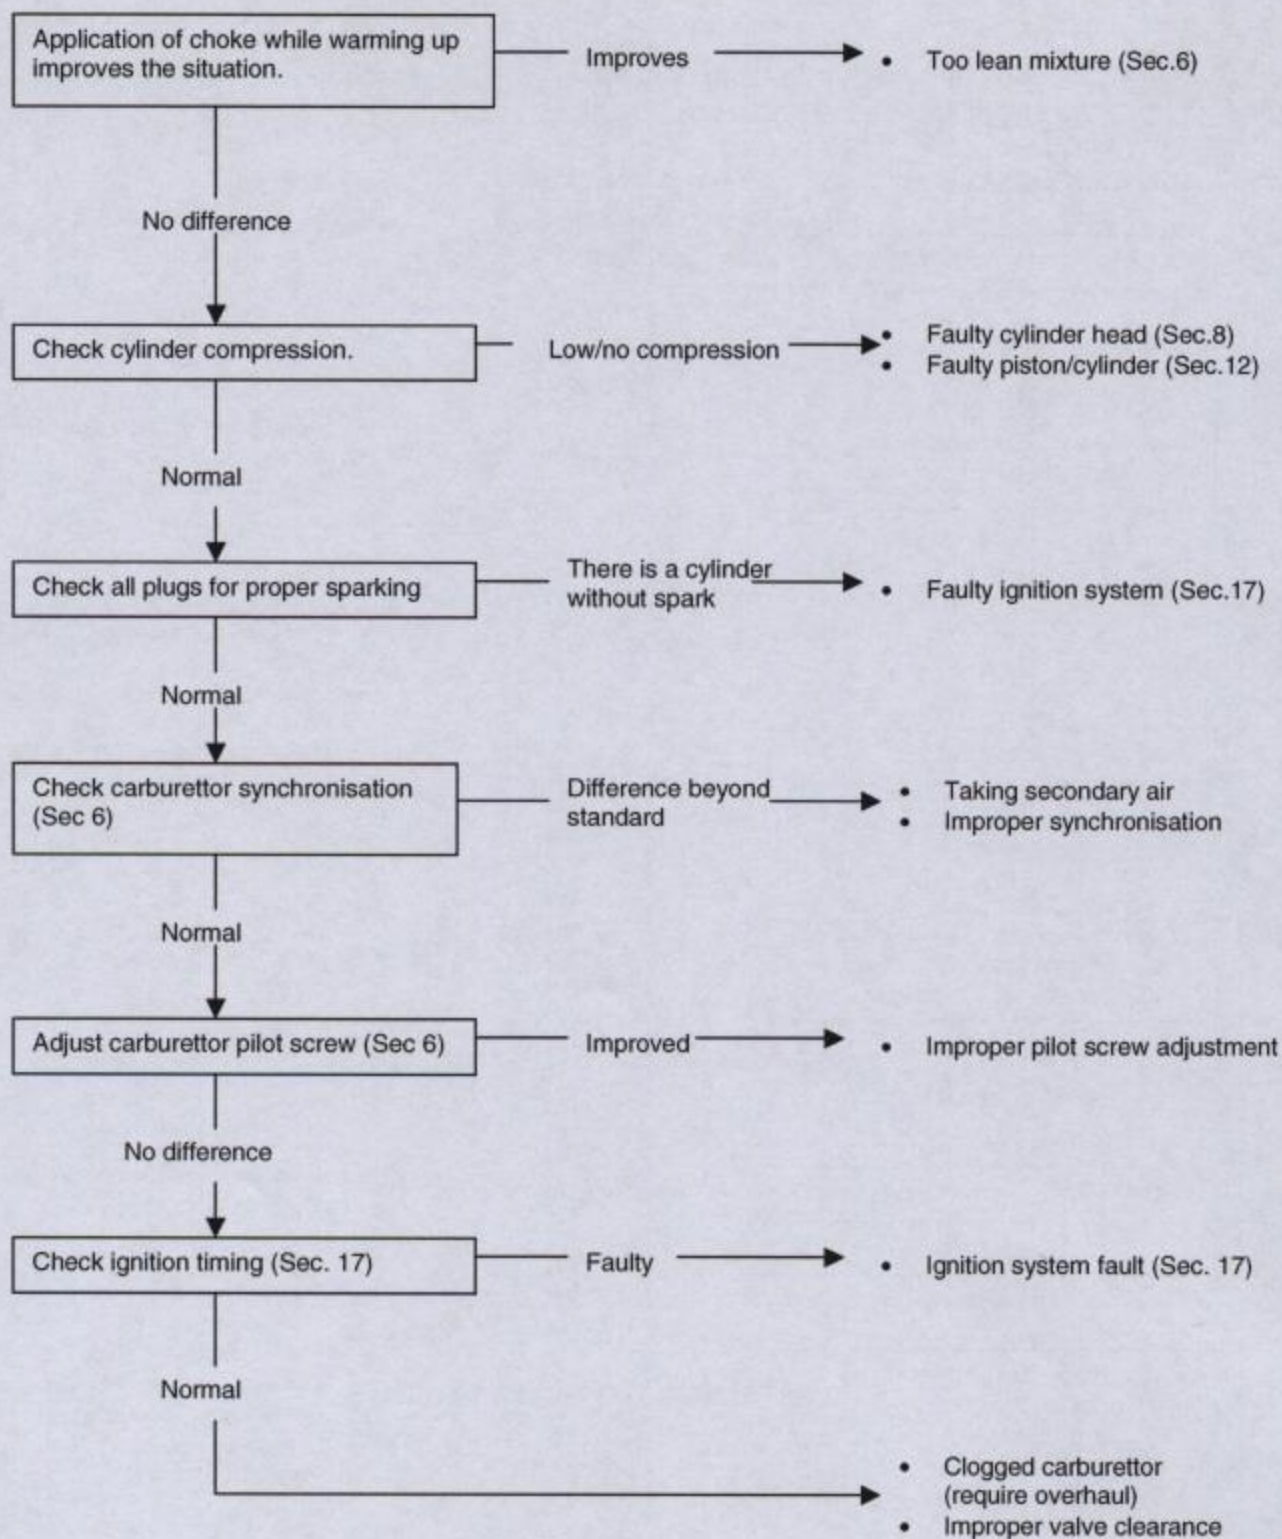 Application of choke while warming up
improves the situation.
Improves
• Too lean mixture (Sec.6)
No difference
Check cylinder compression.
Low/no compression
• Faulty cylinder head (Sec.8)
• Faulty piston/cylinder (Sec.12)
Normal
Check all plugs for proper sparking
There is a cylinder
without spark
• Faulty ignition system (Sec.17)
Normal
Check carburettor synchronisation
(Sec 6)
Difference beyond
standard
• Taking secondary air
• Improper synchronisation
Normal
Adjust carburettor pilot screw (Sec 6)
Improved
• Improper pilot screw adjustment
No difference
Check ignition timing (Sec. 17)
Faulty
• Ignition system fault (Sec. 17)
Normal
• Clogged carburettor
(require overhaul)
• Improper valve clearance